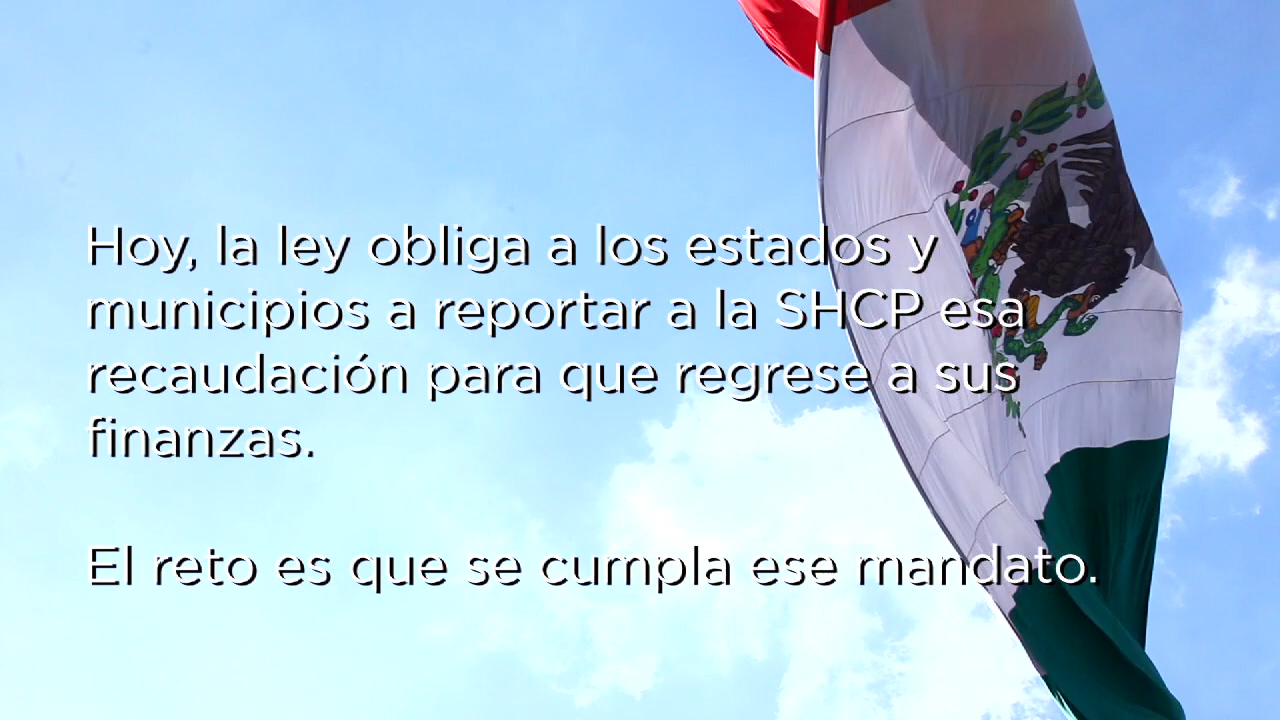 Hoy, la ley obliga a los estados y
municipios a reportar a la SHCP esa
recaudación para que regrese a sus
finanzas.
El reto es que se cumpla ese mandato.